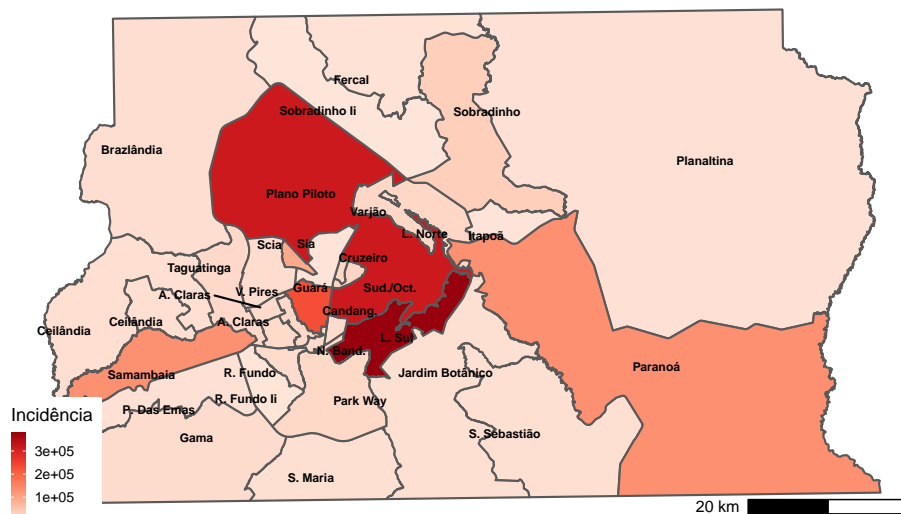 Fercal
Sobradinho Ii
Sobradinho
Brazlândia
Planaltina
Plano Piloto
Varjão
L. Norte
Itapoã
Scia
Sia
Cruzeiro
Taguatinga
V. Pires
Guará
Sud./Oct.
A. Claras
Candang.
Ceilândia
Ceilândia
A. Claras
L. Sul
N. Band.
Samambaia
R. Fundo
Jardim Botânico
Paranoá
R. Fundo Ii
Park Way
P. Das Emas
Gama
S. Sebastião
S. Maria
Incidência
3e+05
2e+05
1e+05
20 km